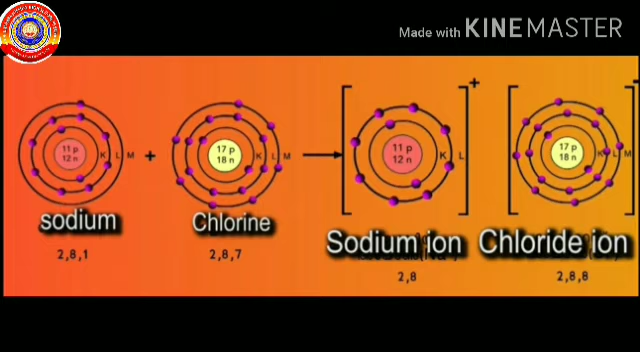 Made with KINEMASTER
11 p
12 n
K L M
+
17 p
18 n
K L M
11 p
12 n
K L
+
17 p
18 n
K L M
sodium
Chlorine
Sodium ion
Chloride ion
2,8,1
2,8,7
2,8
2,8,8